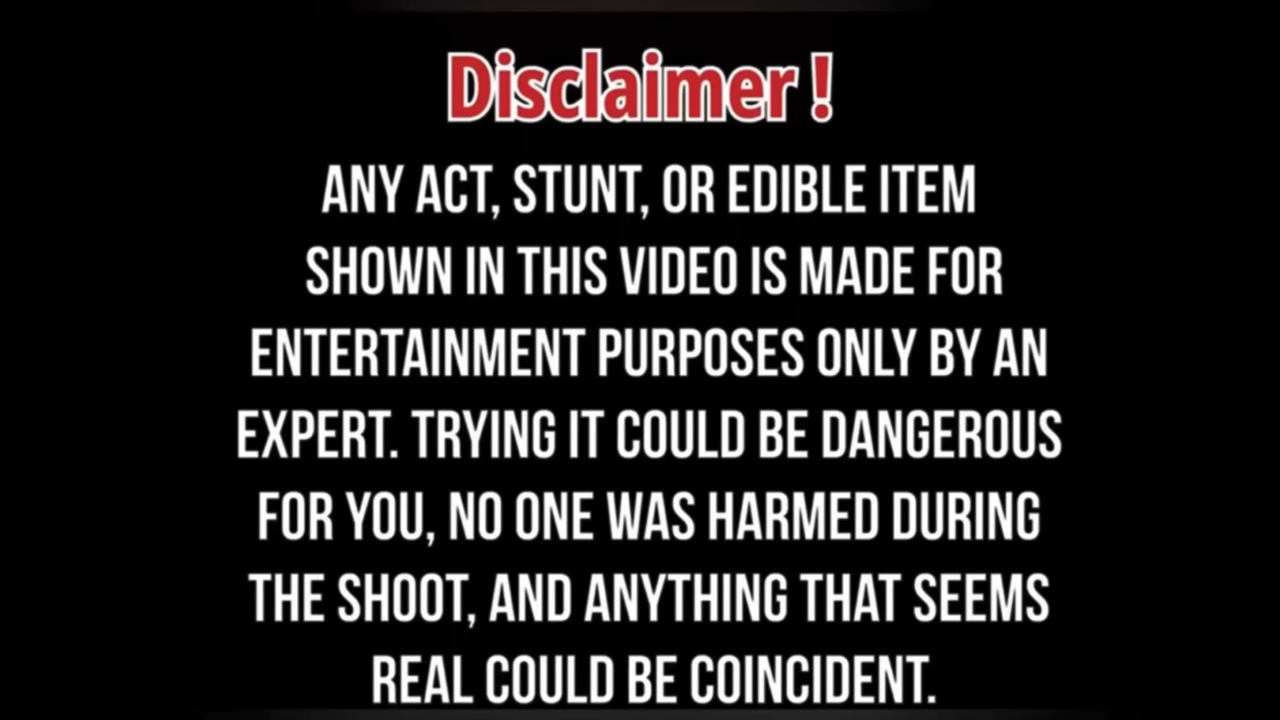 Disclaimer !
ANY ACT, STUNT, OR EDIBLE ITEM
SHOWN IN THIS VIDEO IS MADE FOR
ENTERTAINMENT PURPOSES ONLY BY AN
EXPERT. TRYING IT COULD BE DANGEROUS
FOR YOU, NO ONE WAS HARMED DURING
THE SHOOT, AND ANYTHING THAT SEEMS
REAL COULD BE COINCIDENT.